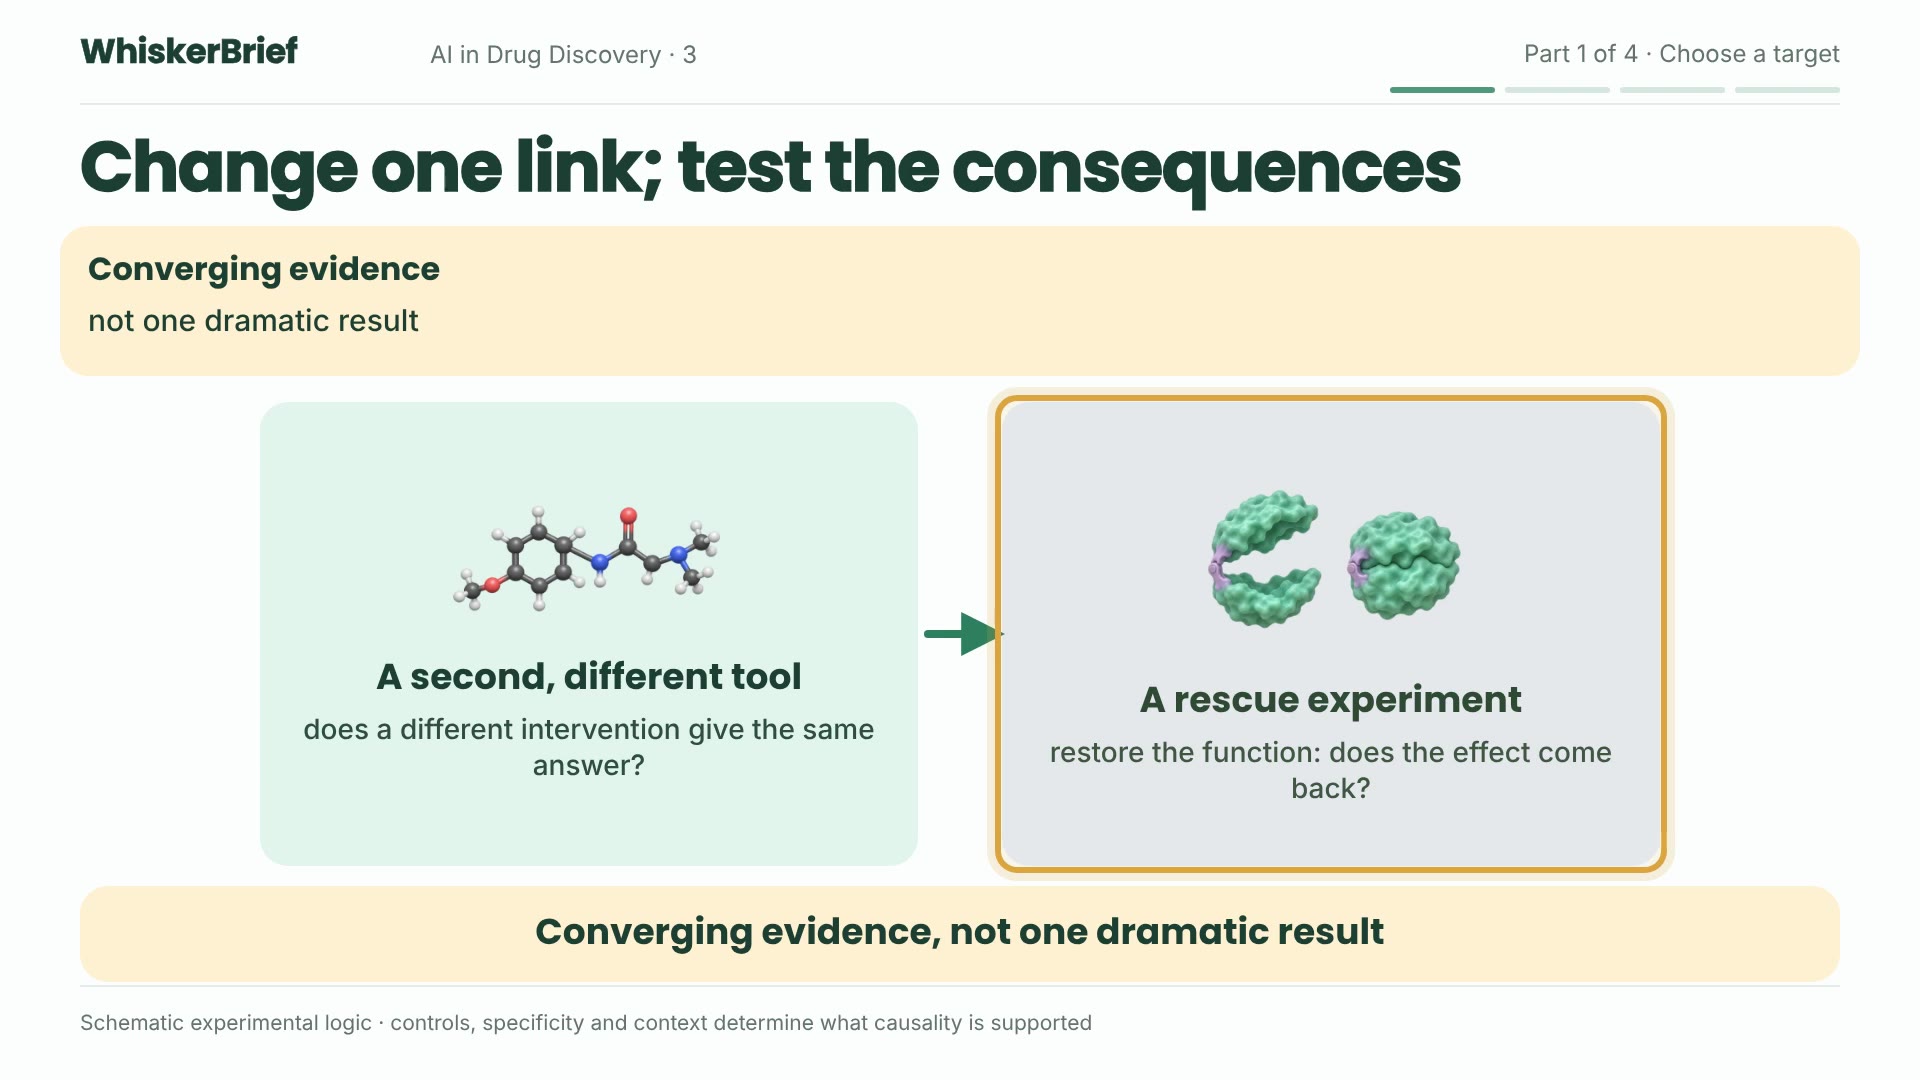 WhiskerBrief
AI in Drug Discovery · 3
Part 1 of 4 · Choose a target
Change one link; test the consequences
Converging evidence
not one dramatic result
A second, different tool
does a different intervention give the same
answer?
A rescue experiment
restore the function: does the effect come
back?
Converging evidence, not one dramatic result
Schematic experimental logic · controls, specificity and context determine what causality is supported